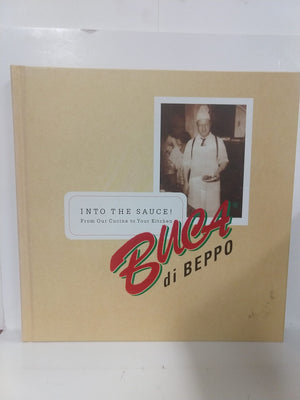 INTO THE SAUCE!
From Our Cucina to Your Kitchen
BUCA
di BEPPO